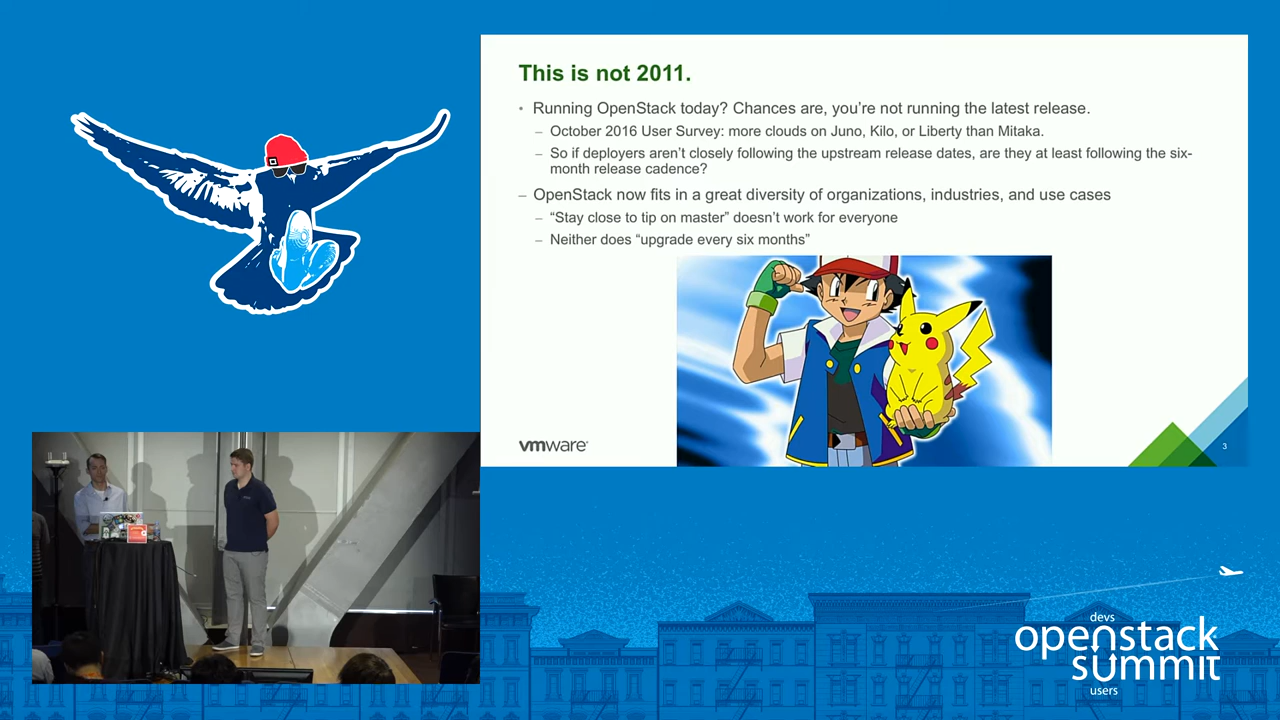 This is not 2011.
• Running OpenStack today? Chances are, you’re not running the latest release.
– October 2016 User Survey: more clouds on Juno, Kilo, or Liberty than Mitaka.
– So if deployers aren’t closely following the upstream release dates, are they at least following the six-
month release cadence?
– OpenStack now fits in a great diversity of organizations, industries, and use cases
– “Stay close to tip on master” doesn’t work for everyone
– Neither does “upgrade every six months”
vmware®
3
devs
openstack
summit
users